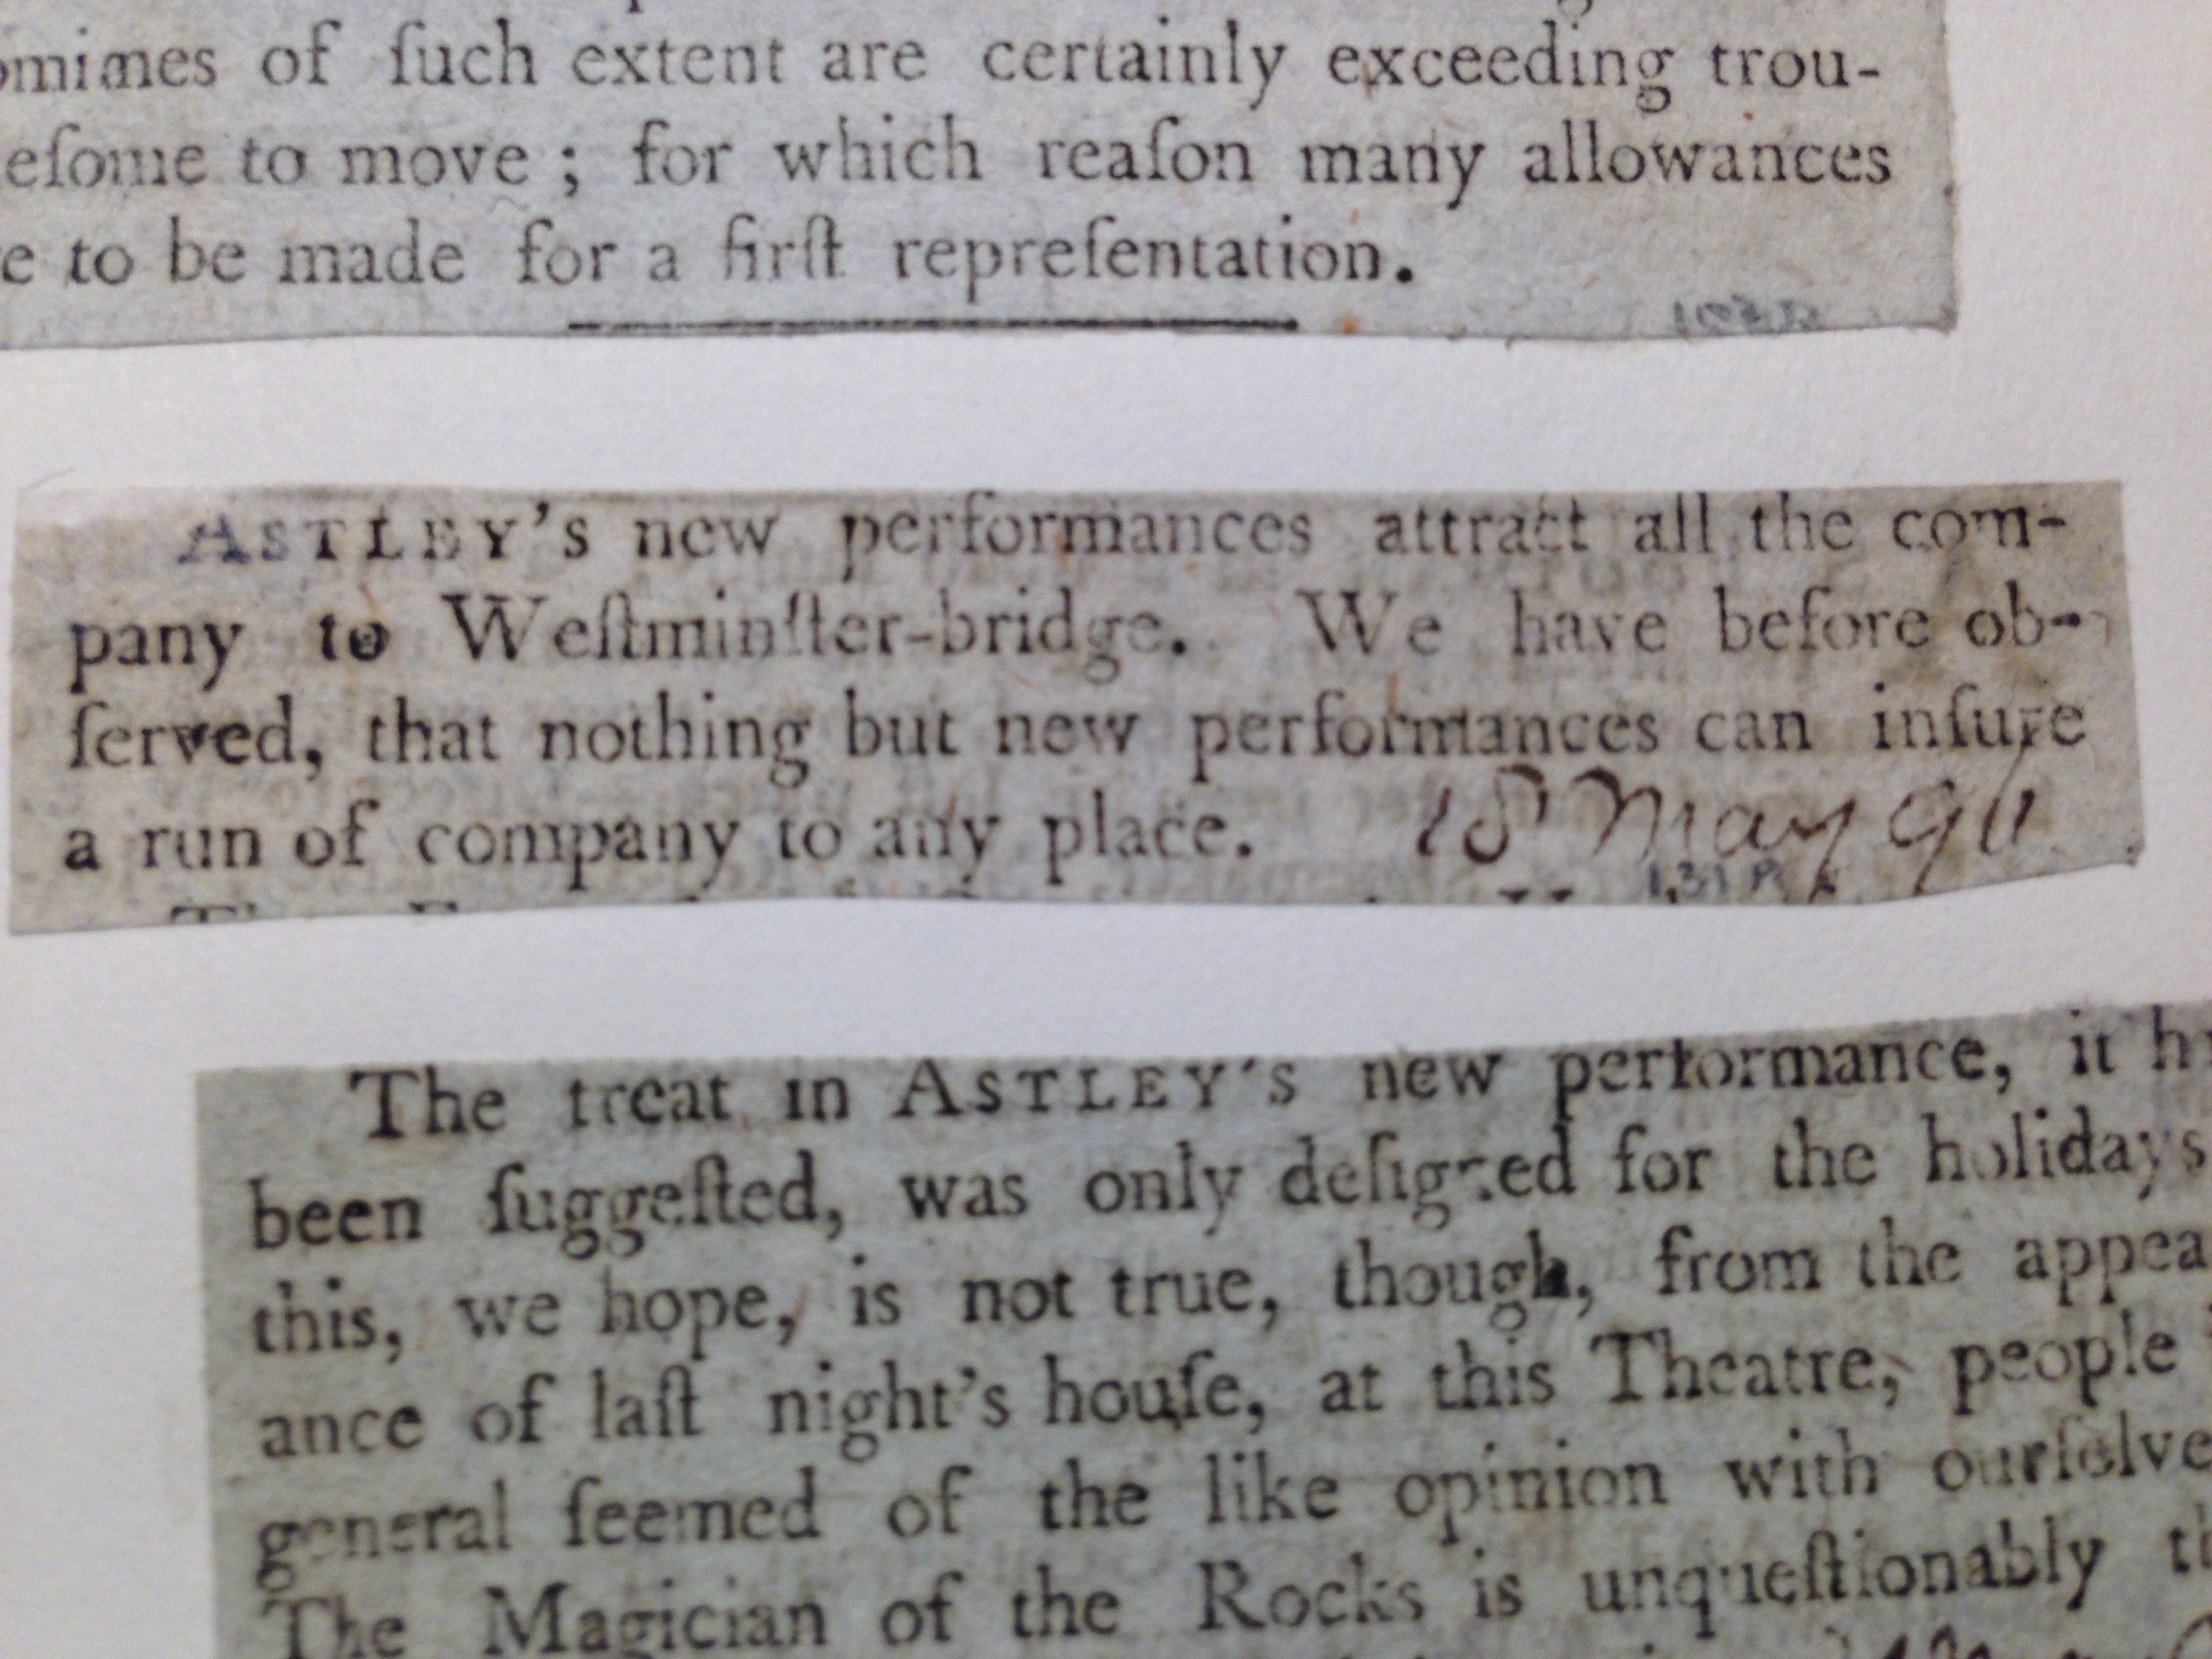 omimes of ſuch extent are certainly exceeding trou-
eſome to move ; for which reaſon many allowances
e to be made for a firſt repreſentation.
ASTLEY's new performances attract all the com-
pany to Weſtminſter-bridge. We have before ob-
ſerved, that nothing but new performances can inſure
a run of company to any place. 18 May 96
131 R
The treat in ASTLEY's new performance, it h
been ſuggeſted, was only deſigned for the holidays
this, we hope, is not true, though, from the appea
ance of laſt night's houſe, at this Theatre, people
general ſeemed of the like opinion with ourſelve
The Magician of the Rocks is unqueſtionably th